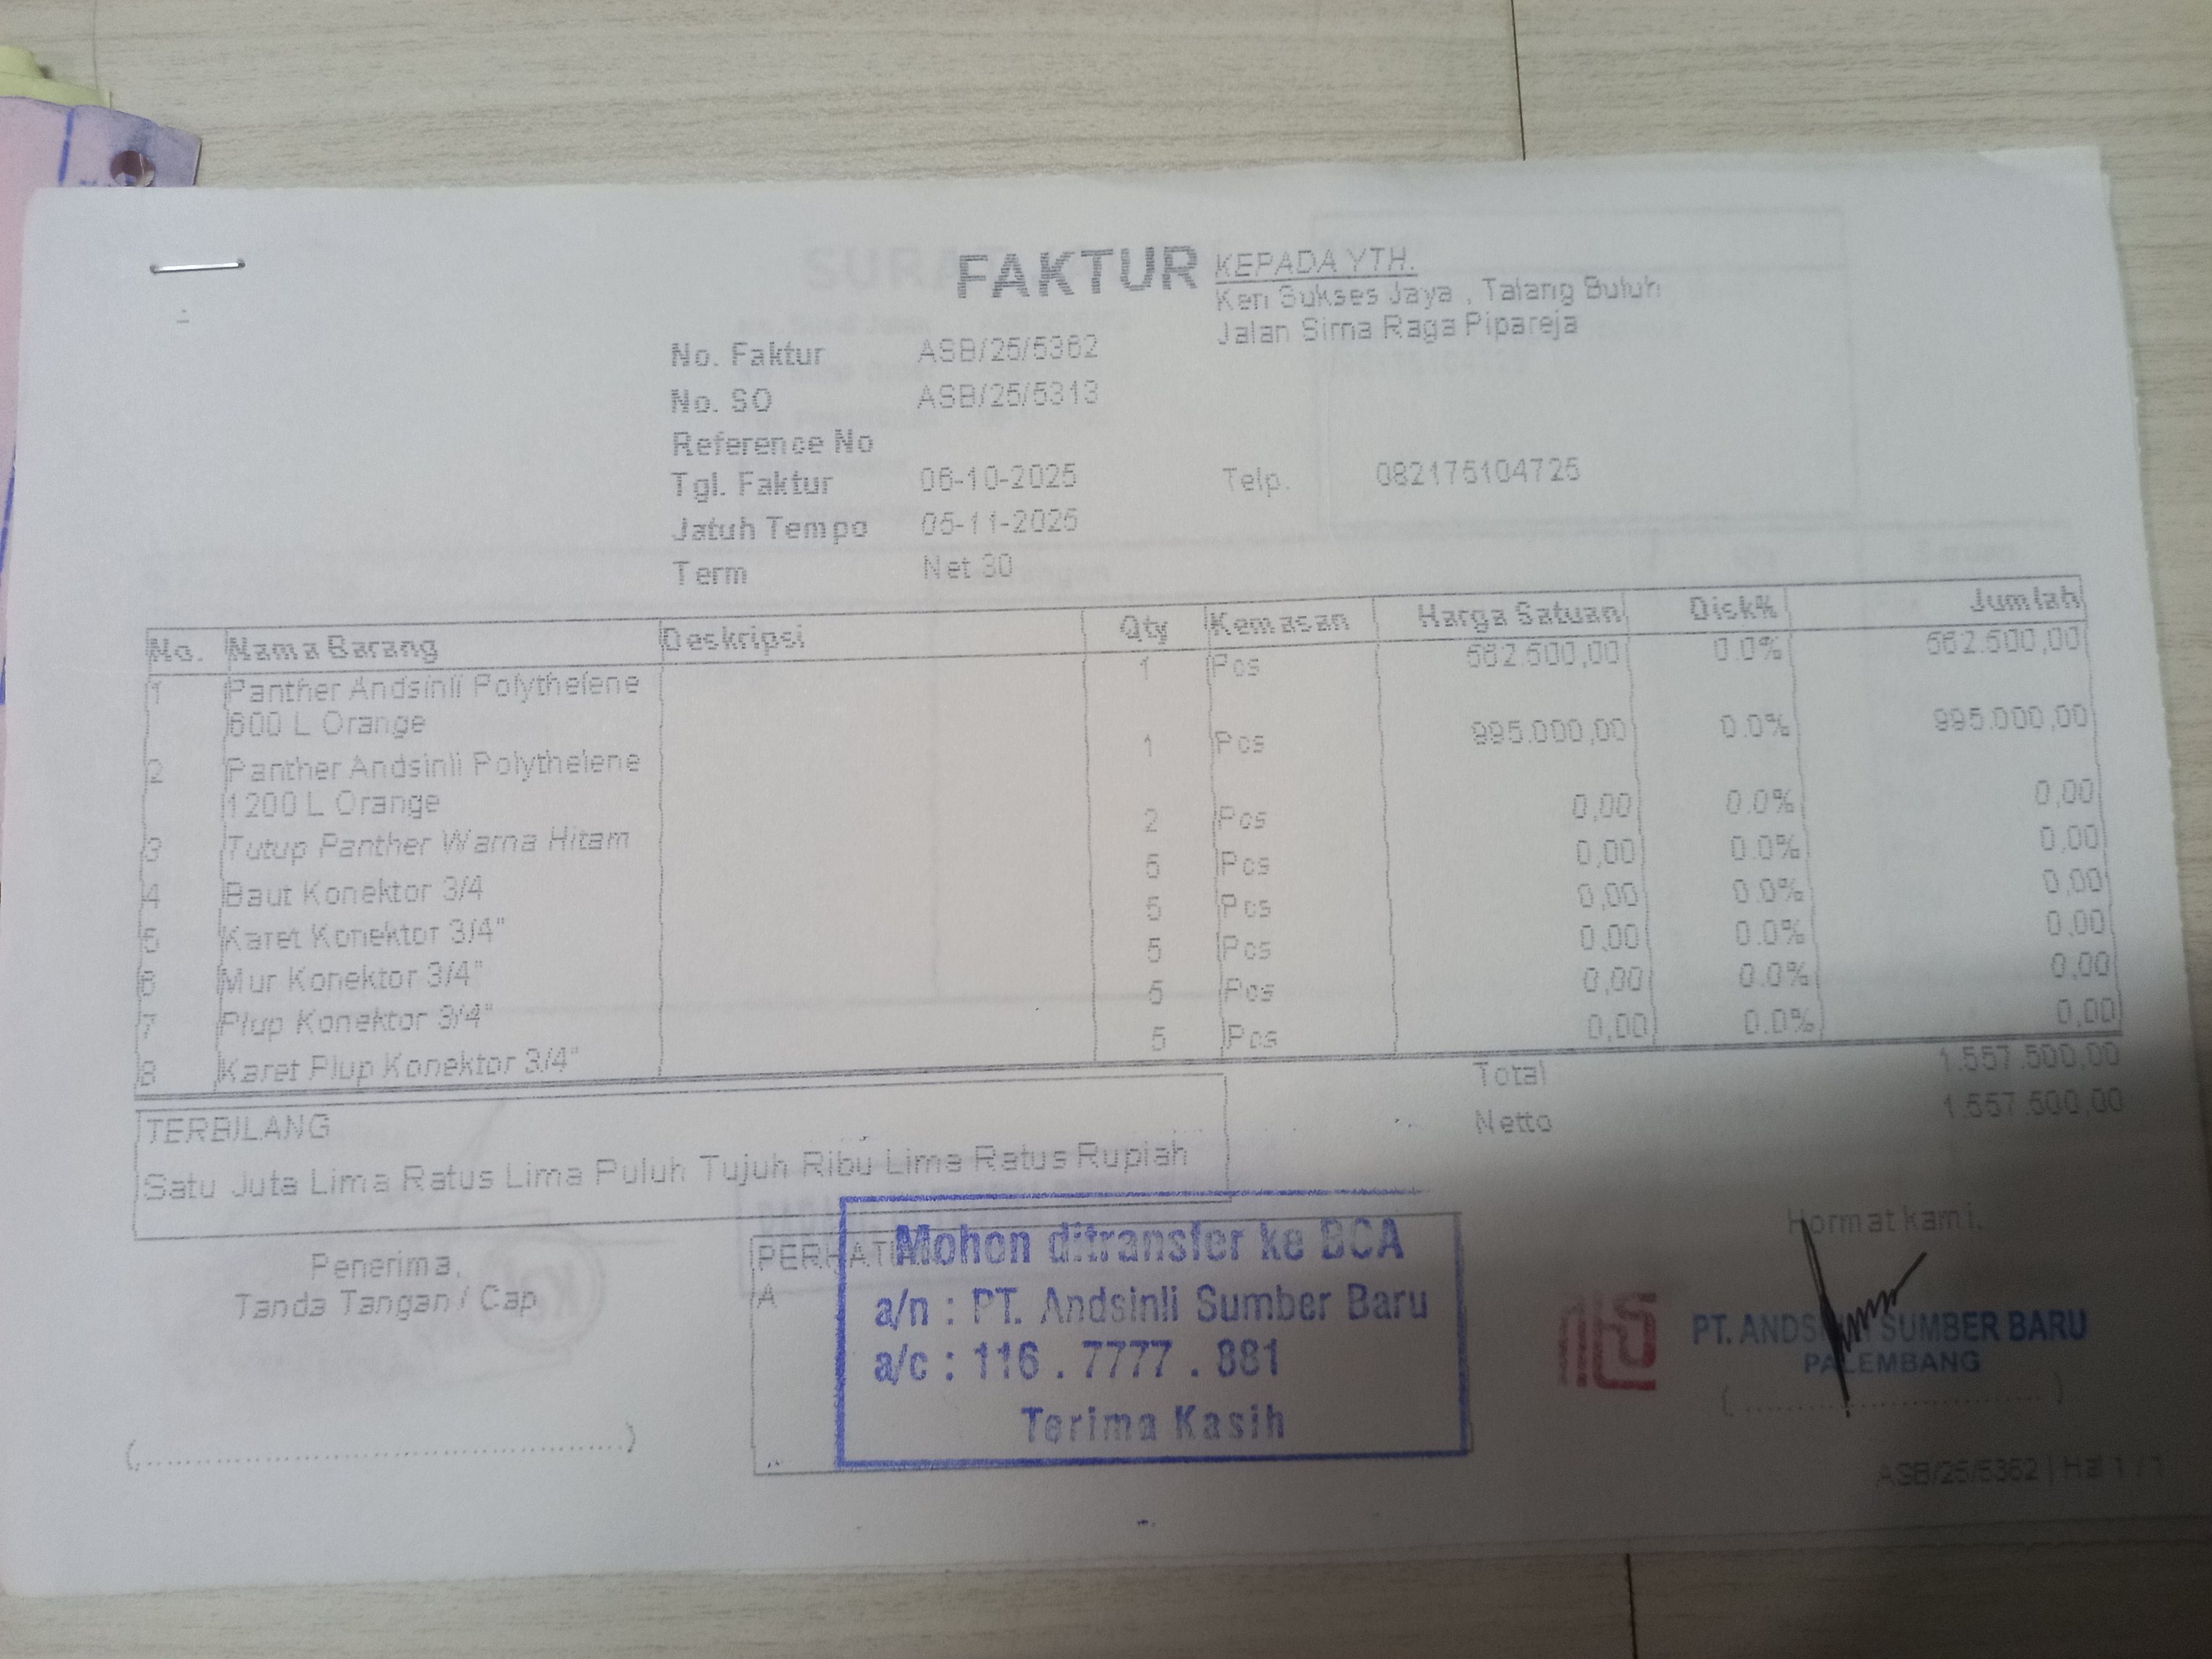 FAKTUR
KEPADA YTH.
Ken Sukses Jaya , Talang Buluh
Jalan Sirna Raga Pipareja
No. Faktur ASB/25/5362
No. SO ASB/25/5313
Reference No
Tgl. Faktur 06-10-2025 Telp. 082175104725
Jatuh Tempo 05-11-2025
Term Net 30
No. Nama Barang Deskripsi Qty Kemasan Harga Satuan Disk% Jumlah
1 Panther Andsinli Polythelene 1 Pcs 562.500,00 0.0% 562.500,00
600 L Orange
2 Panther Andsinli Polythelene 1 Pcs 995.000,00 0.0% 995.000,00
1200 L Orange
3 Tutup Panther Warna Hitam 2 Pcs 0,00 0.0% 0,00
4 Baut Konektor 3/4 5 Pcs 0,00 0.0% 0,00
5 Karet Konektor 3/4" 5 Pcs 0,00 0.0% 0,00
6 Mur Konektor 3/4" 5 Pcs 0,00 0.0% 0,00
7 Plup Konektor 3/4" 5 Pcs 0,00 0.0% 0,00
8 Karet Plup Konektor 3/4" 5 Pcs 0,00 0.0% 0,00
Total 1.557.500,00
Netto 1.557.500,00
TERBILANG
Satu Juta Lima Ratus Lima Puluh Tujuh Ribu Lima Ratus Rupiah
Penerima,
Tanda Tangan / Cap
(................................................)
A
Mohon ditransfer ke BCA
a/n : PT. Andsinli Sumber Baru
a/c : 116 . 7777 . 881
Terima Kasih
Hormat kami,
PT. ANDSINLI SUMBER BARU
PALEMBANG
(................................)
ASB/25/5362 | Hal 1 / 1